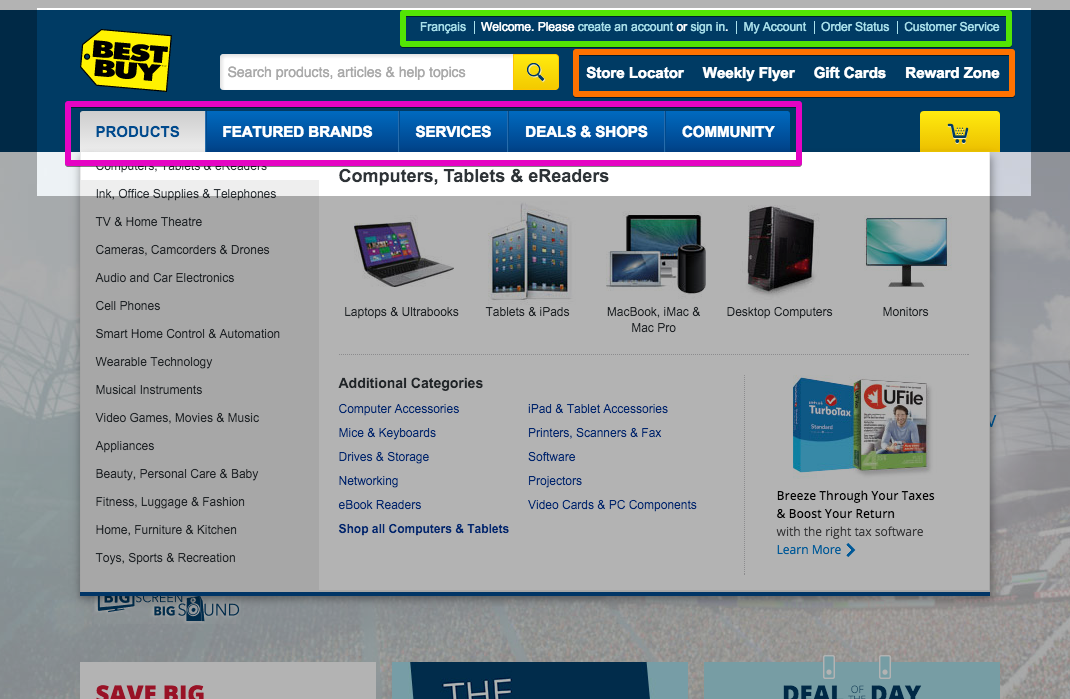 Français | Welcome. Please create an account or sign in. | My Account | Order Status | Customer Service
BEST
BUY
Search products, articles & help topics
Store Locator Weekly Flyer Gift Cards Reward Zone
PRODUCTS FEATURED BRANDS SERVICES DEALS & SHOPS COMMUNITY
Computers, Tablets & eReaders
Ink, Office Supplies & Telephones
TV & Home Theatre
Cameras, Camcorders & Drones
Audio and Car Electronics
Cell Phones
Smart Home Control & Automation
Wearable Technology
Musical Instruments
Video Games, Movies & Music
Appliances
Beauty, Personal Care & Baby
Fitness, Luggage & Fashion
Home, Furniture & Kitchen
Toys, Sports & Recreation
Computers, Tablets & eReaders
Laptops & Ultrabooks
Tablets & iPads
MacBook, iMac &
Mac Pro
Desktop Computers
Monitors
Additional Categories
Computer Accessories
Mice & Keyboards
Drives & Storage
Networking
eBook Readers
Shop all Computers & Tablets
iPad & Tablet Accessories
Printers, Scanners & Fax
Software
Projectors
Video Cards & PC Components
TurboTax
Standard
UFile
Breeze Through Your Taxes
& Boost Your Return
with the right tax software
Learn More
BIG SCREEN
BIG SOUND
SAVE BIG
THE
DEAL OF THE DAY